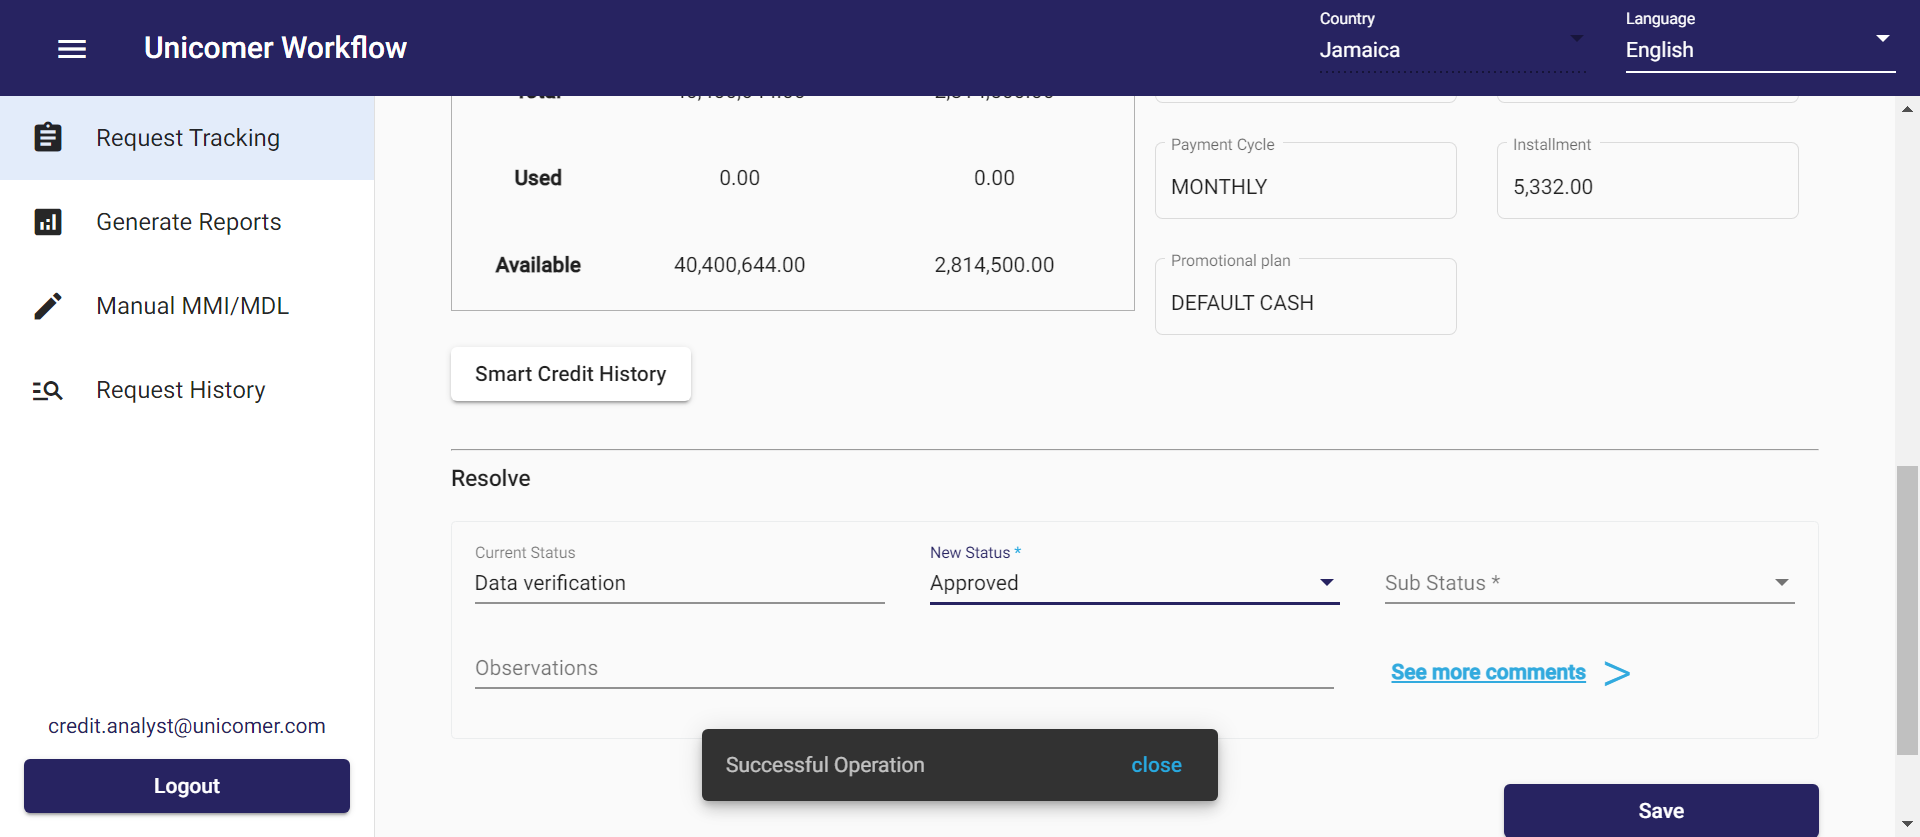 Unicomer Workflow
Country
Jamaica
Language
English
Request Tracking
Generate Reports
Manual MMI/MDL
Request History
credit.analyst@unicomer.com
Logout
Used 0.00 0.00
Available 40,400,644.00 2,814,500.00
Payment Cycle
MONTHLY
Installment
5,332.00
Promotional plan
DEFAULT CASH
Smart Credit History
Resolve
Current Status
Data verification
New Status *
Approved
Sub Status *
Observations
See more comments >
Successful Operation close
Save